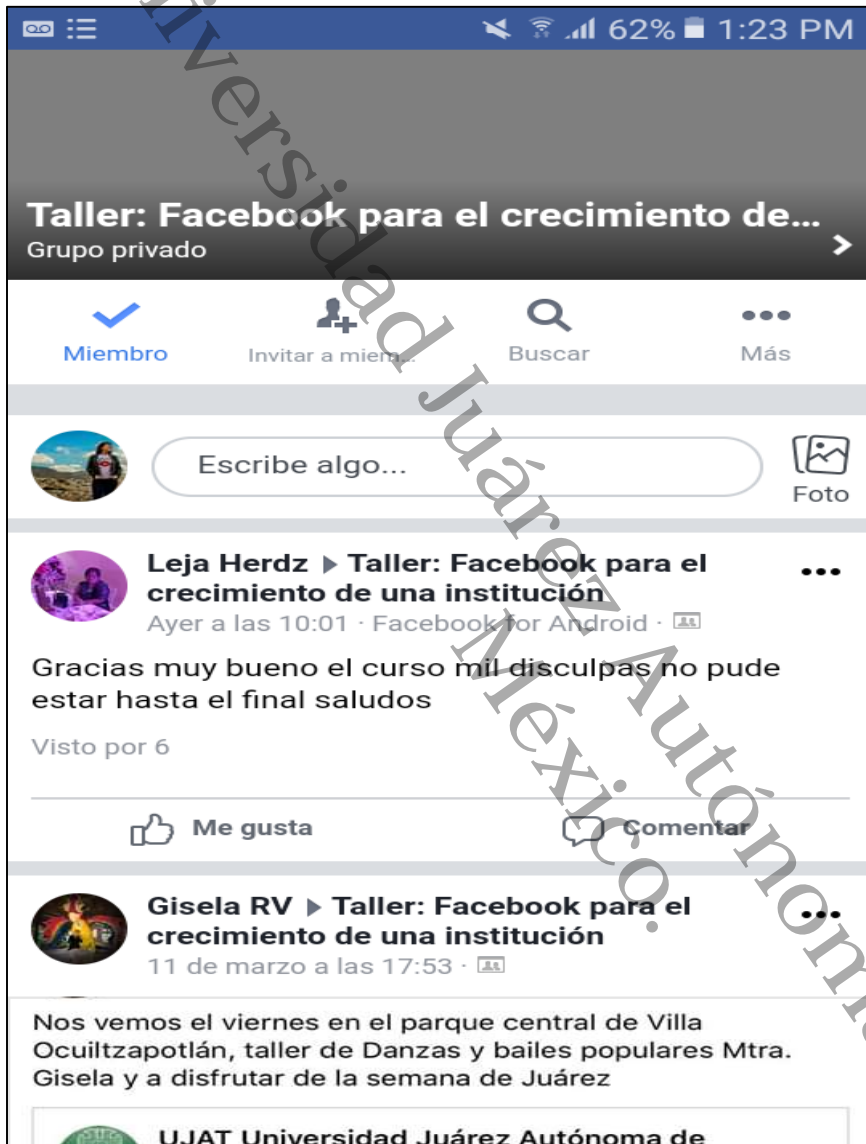 62% 1:23 PM
Taller: Facebook para el crecimiento de...
Grupo privado
Miembro Invitar a miem... Buscar Más
Escribe algo...
Foto
Leja Herdz ▸ Taller: Facebook para el
crecimiento de una institución
Ayer a las 10:01 · Facebook for Android ·
Gracias muy bueno el curso mil disculpas no pude
estar hasta el final saludos
Visto por 6
Me gusta Comentar
Gisela RV ▸ Taller: Facebook para el
crecimiento de una institución
11 de marzo a las 17:53 ·
Nos vemos el viernes en el parque central de Villa
Ocuiltzapotlán, taller de Danzas y bailes populares Mtra.
Gisela y a disfrutar de la semana de Juárez
UJAT Universidad Juárez Autónoma de
Juárez
México.